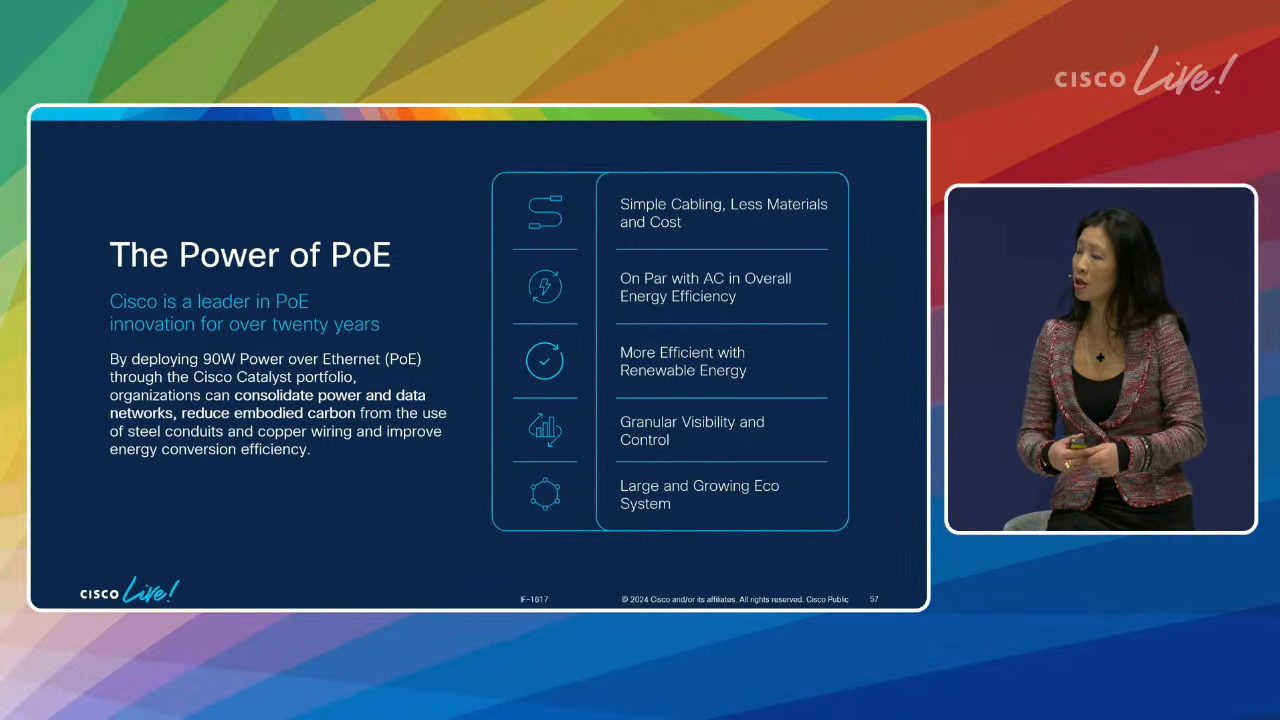 CISCO Live!
The Power of PoE
Cisco is a leader in PoE
innovation for over twenty years
By deploying 90W Power over Ethernet (PoE)
through the Cisco Catalyst portfolio,
organizations can consolidate power and data
networks, reduce embodied carbon from the use
of steel conduits and copper wiring and improve
energy conversion efficiency.
Simple Cabling, Less Materials
and Cost
On Par with AC in Overall
Energy Efficiency
More Efficient with
Renewable Energy
Granular Visibility and
Control
Large and Growing Eco
System
CISCO Live!
IF-1617
© 2024 Cisco and/or its affiliates. All rights reserved. Cisco Public
57